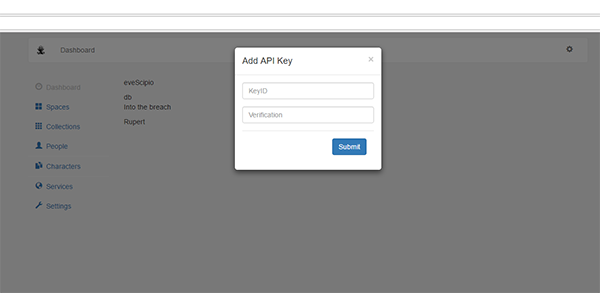 Dashboard
Add API Key
×
KeyID
Verification
Submit
Dashboard
Spaces
Collections
People
Characters
Services
Settings
eveScipio
db
Into the breach
Rupert